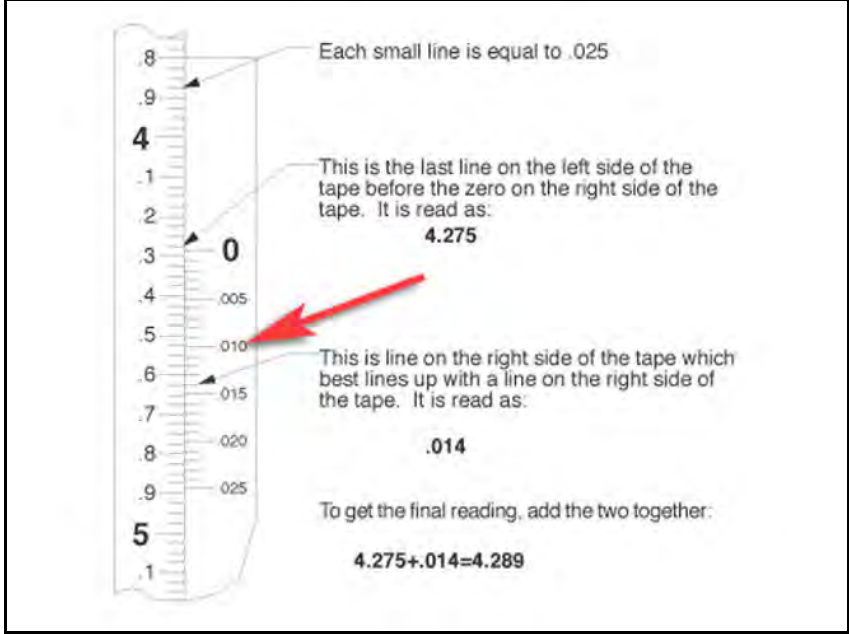 .8
Each small line is equal to .025
.9
4
.1
This is the last line on the left side of the
tape before the zero on the right side of the
tape. It is read as:
4.275
.2
.3
0
.4
.005
.5
.010
This is line on the right side of the tape which
best lines up with a line on the right side of
the tape. It is read as:
.6
.015
.7
.014
.8
.020
.9
.025
To get the final reading, add the two together:
5
4.275+.014=4.289
.1